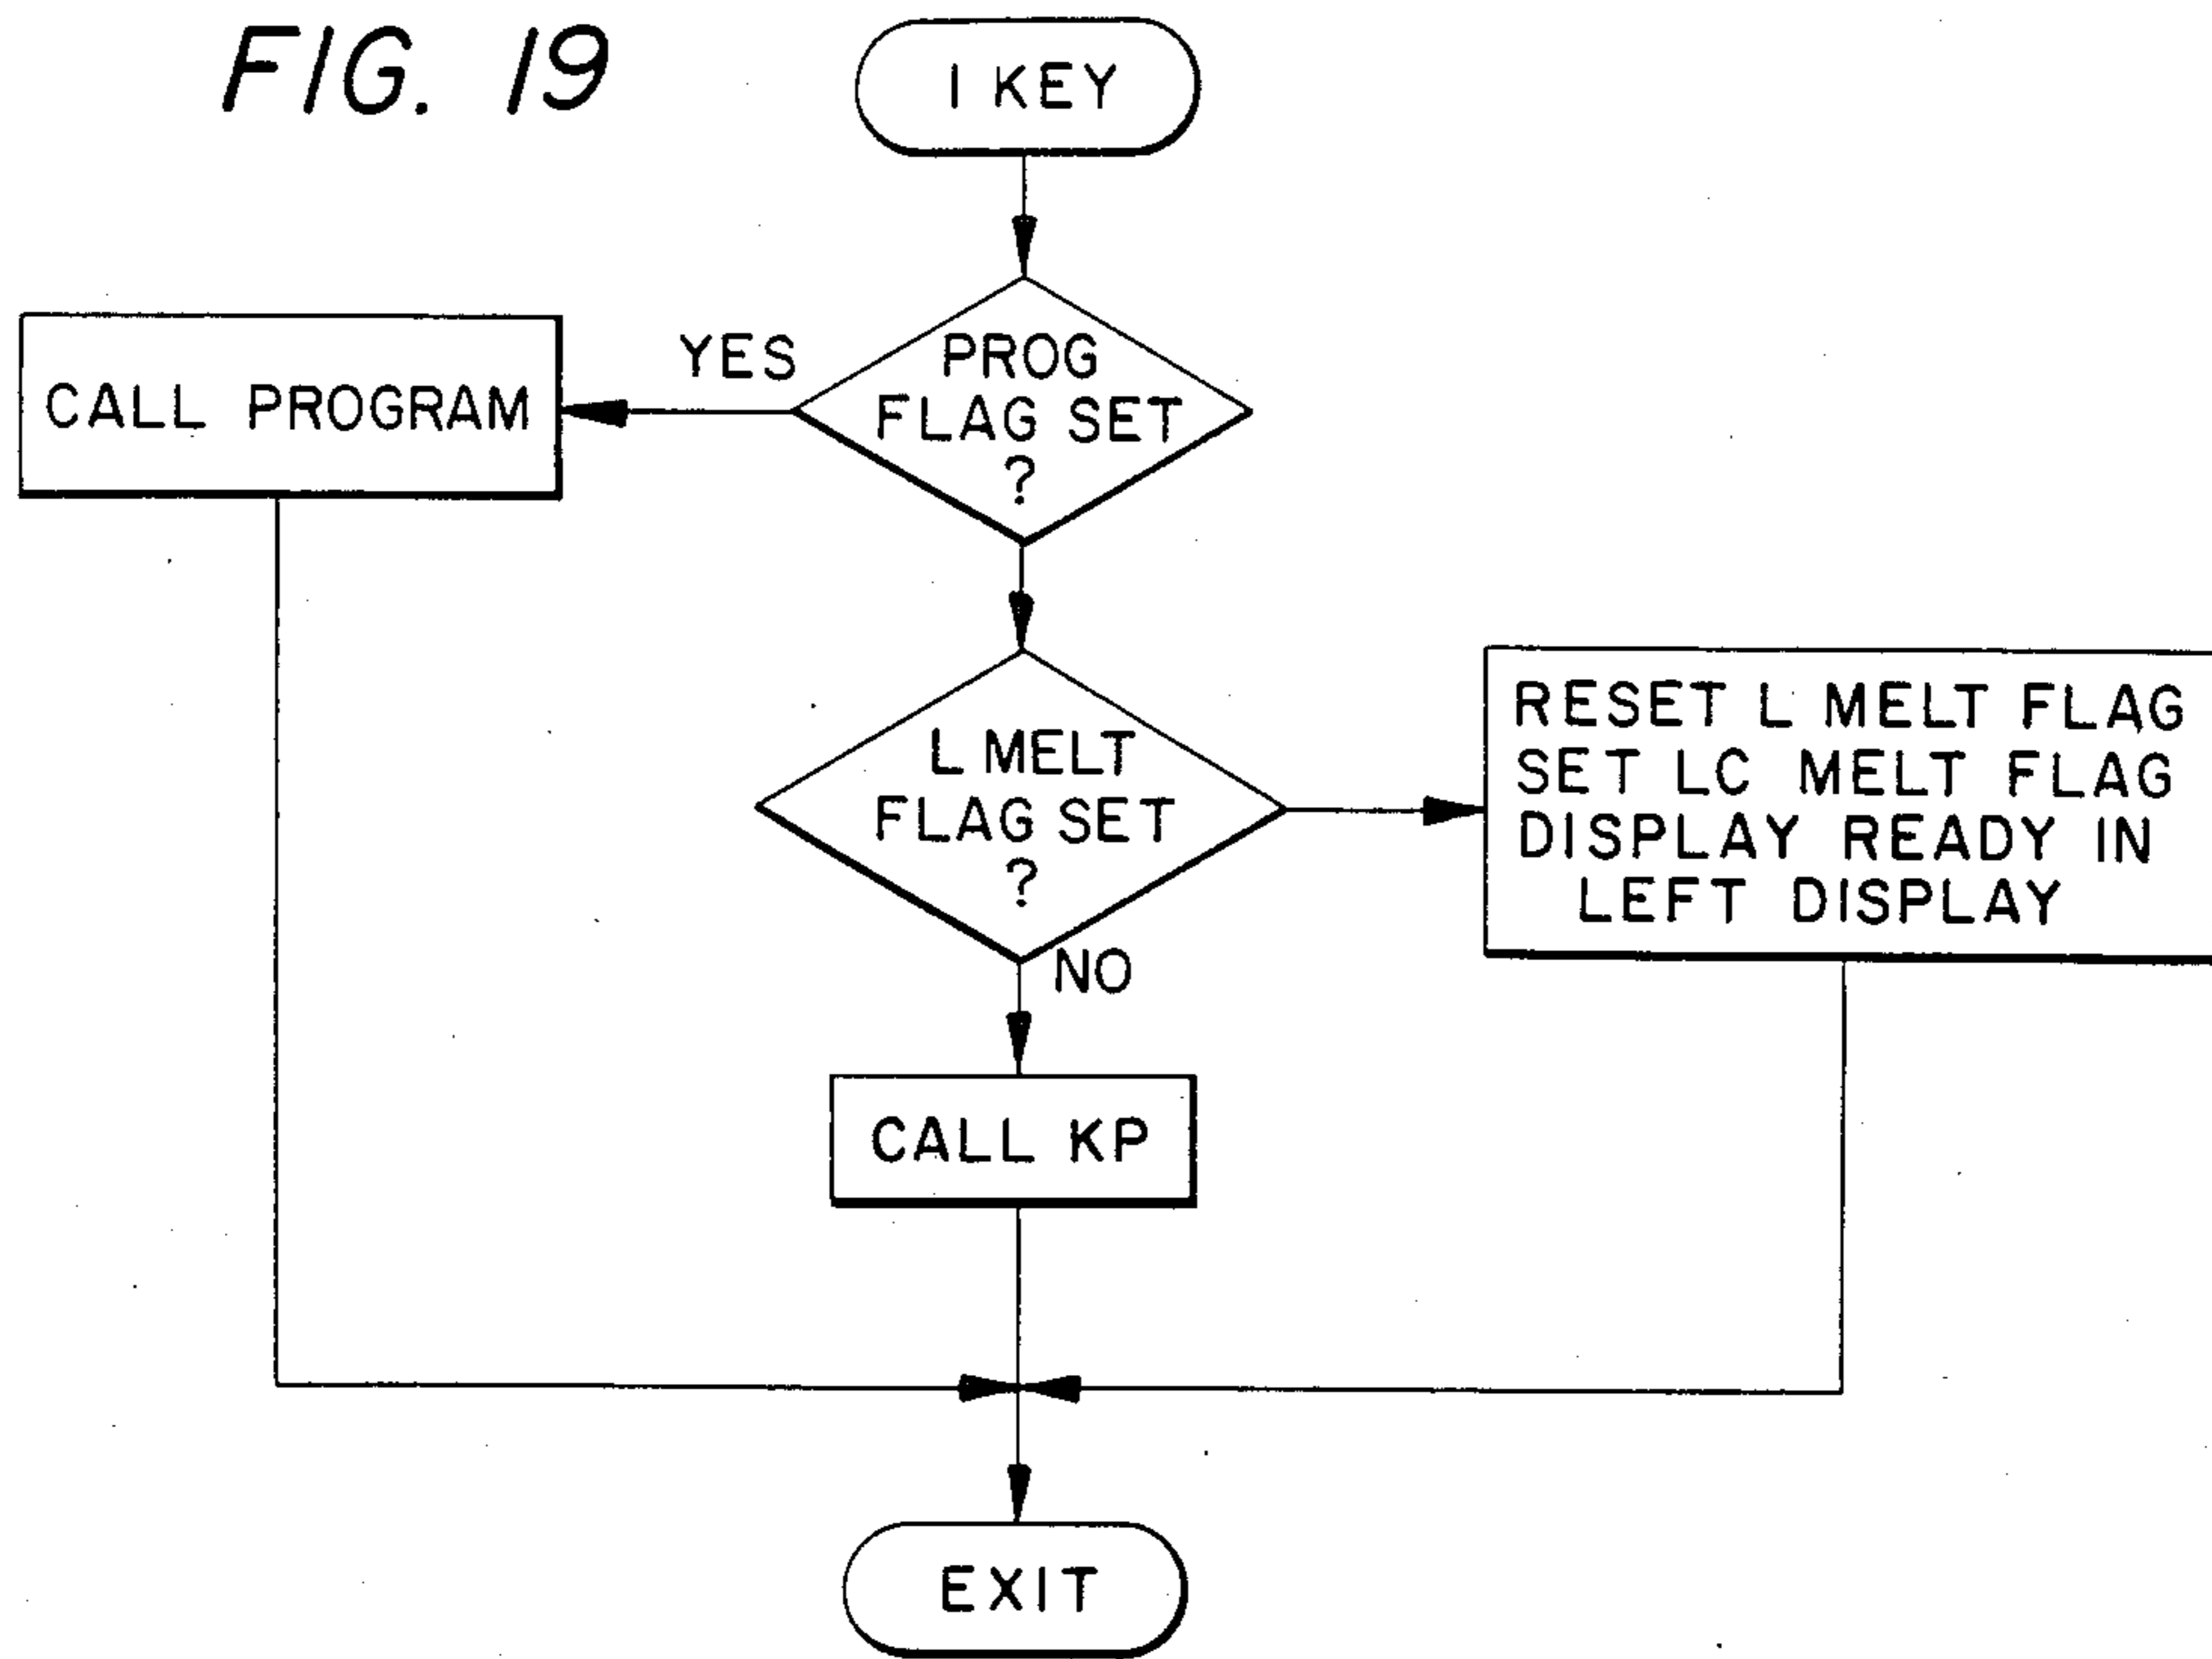 FIG. 19
I KEY
YES
PROG
FLAG SET
?
CALL PROGRAM
L MELT
FLAG SET
?
RESET L MELT FLAG
SET LC MELT FLAG
DISPLAY READY IN
LEFT DISPLAY
NO
CALL KP
EXIT